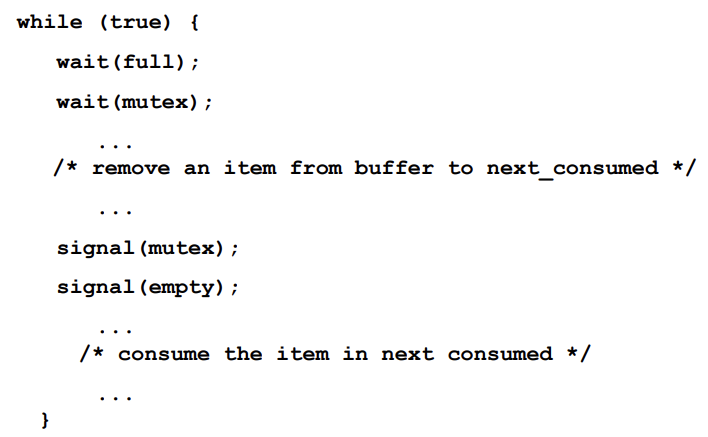 while (true) {
wait(full);
wait(mutex);
...
/* remove an item from buffer to next_consumed */
...
signal(mutex);
signal(empty);
...
/* consume the item in next consumed */
...
}